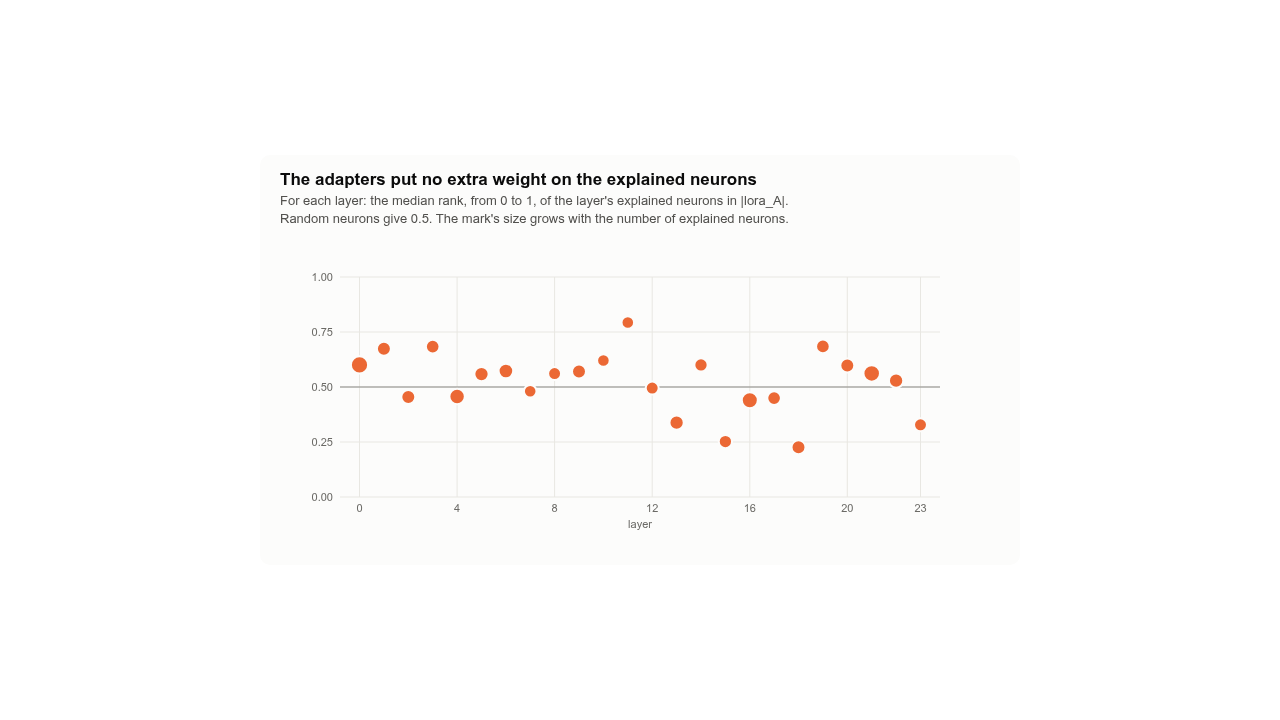 The adapters put no extra weight on the explained neurons
For each layer: the median rank, from 0 to 1, of the layer's explained neurons in |lora_A|.
Random neurons give 0.5. The mark's size grows with the number of explained neurons.
1.00
0.75
0.50
0.25
0.00
0 4 8 12 16 20 23
layer